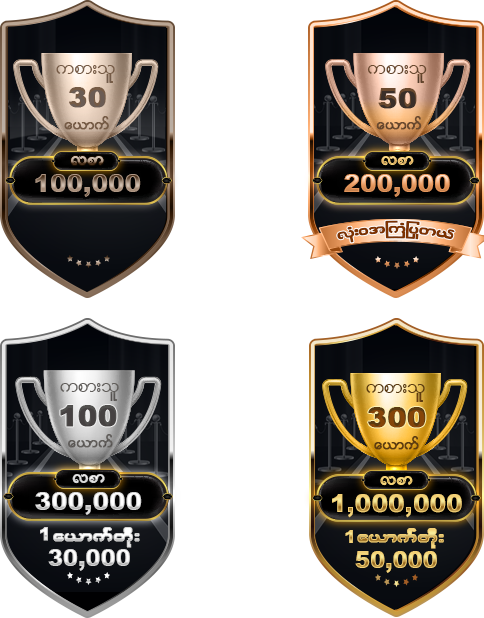 ကစားသူ
30
ယောက်
လစာ
100,000
ကစားသူ
50
ယောက်
လစာ
200,000
လုံးဝအကြံပြုတယ်
ကစားသူ
100
ယောက်
လစာ
300,000
1 ယောက်တိုး
30,000
ကစားသူ
300
ယောက်
လစာ
1,000,000
1 ယောက်တိုး
50,000